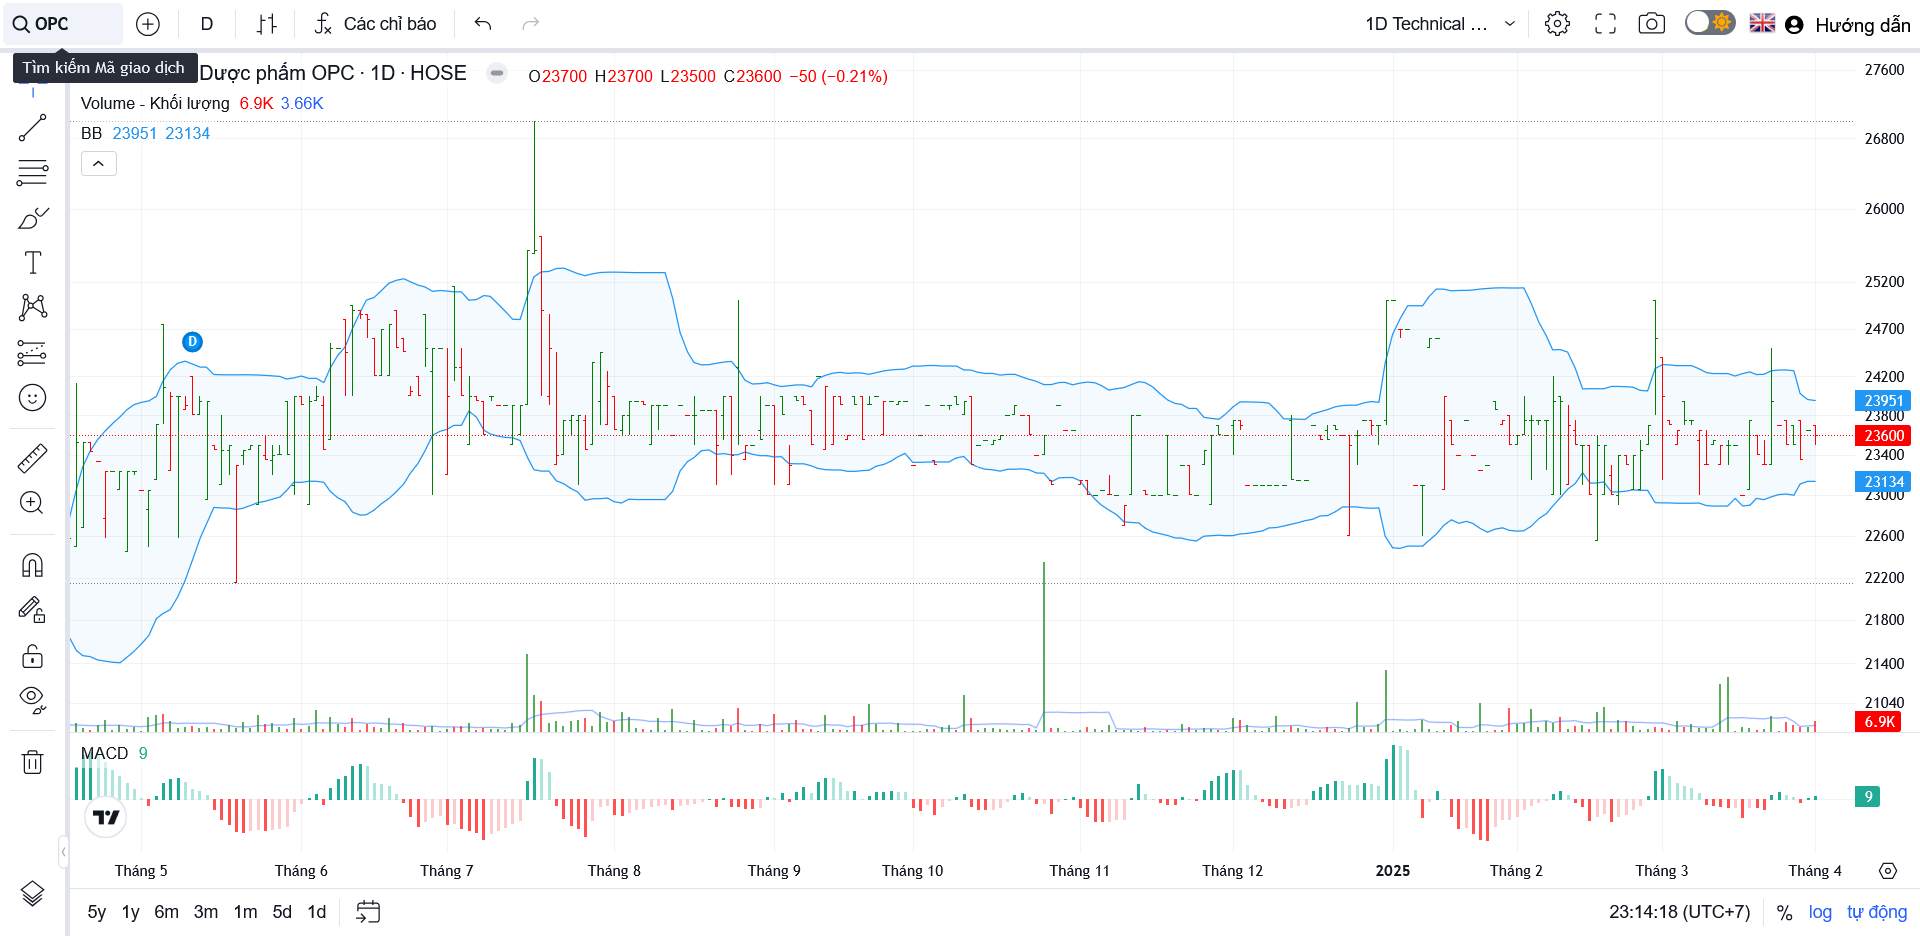 OPC
D
Các chỉ báo
1D Technical ...
Hướng dẫn
Tìm kiếm Mã giao dịch
Dược phẩm OPC · 1D · HOSE
O23700 H23700 L23500 C23600 −50 (−0.21%)
Volume - Khối lượng 6.9K 3.66K
BB 23951 23134
D
27600
26800
26000
25200
24700
24200
23951
23800
23600
23400
23134
23000
22600
22200
21800
21400
21040
6.9K
MACD 9
9
Tháng 5
Tháng 6
Tháng 7
Tháng 8
Tháng 9
Tháng 10
Tháng 11
Tháng 12
2025
Tháng 2
Tháng 3
Tháng 4
5y 1y 6m 3m 1m 5d 1d
23:14:18 (UTC+7)
%
log
tự động